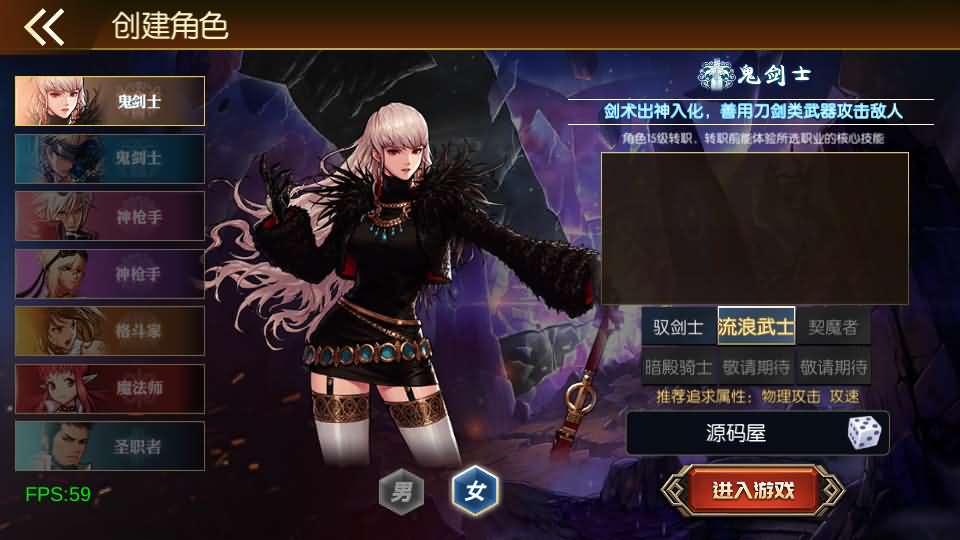 创建角色
鬼剑士
鬼剑士
神枪手
神枪手
格斗家
魔法师
圣职者
FPS:59
男
女
鬼剑士
剑术出神入化，善用刀剑类武器攻击敌人
角色15级转职，转职前能体验所选职业的核心技能
驭剑士 流浪武士 契魔者
暗殿骑士 敬请期待 敬请期待
推荐追求属性：物理攻击 攻速
源码屋
进入游戏